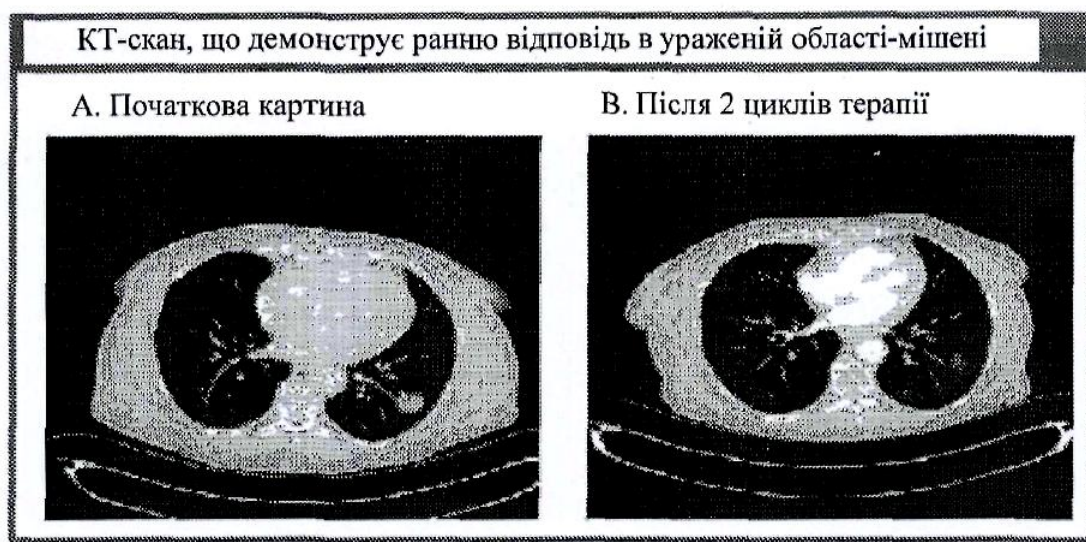 КТ-скан, що демонструє ранню відповідь в ураженій області-мішені
А. Початкова картина
В. Після 2 циклів терапії